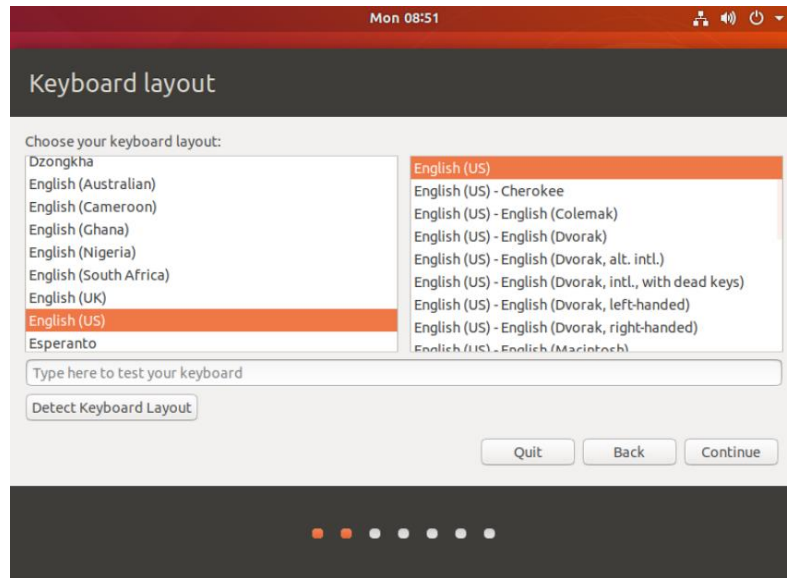 Mon 08:51
Keyboard layout
Choose your keyboard layout:
Dzongkha
English (Australian)
English (Cameroon)
English (Ghana)
English (Nigeria)
English (South Africa)
English (UK)
English (US)
Esperanto
English (US)
English (US) - Cherokee
English (US) - English (Colemak)
English (US) - English (Dvorak)
English (US) - English (Dvorak, alt. intl.)
English (US) - English (Dvorak, intl., with dead keys)
English (US) - English (Dvorak, left-handed)
English (US) - English (Dvorak, right-handed)
English (US) - English (Macintosh)
Type here to test your keyboard
Detect Keyboard Layout
Quit Back Continue